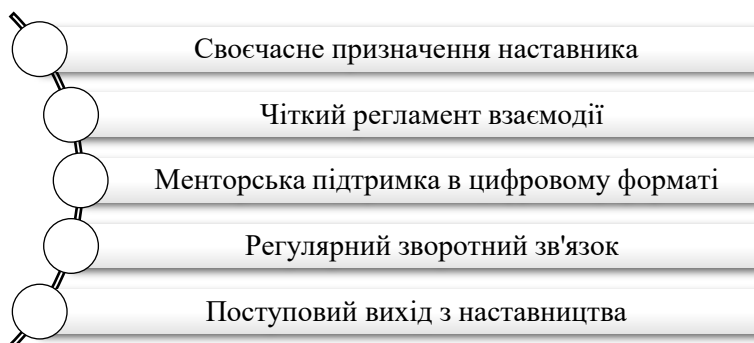 Своєчасне призначення наставника
Чіткий регламент взаємодії
Менторська підтримка в цифровому форматі
Регулярний зворотний зв'язок
Поступовий вихід з наставництва